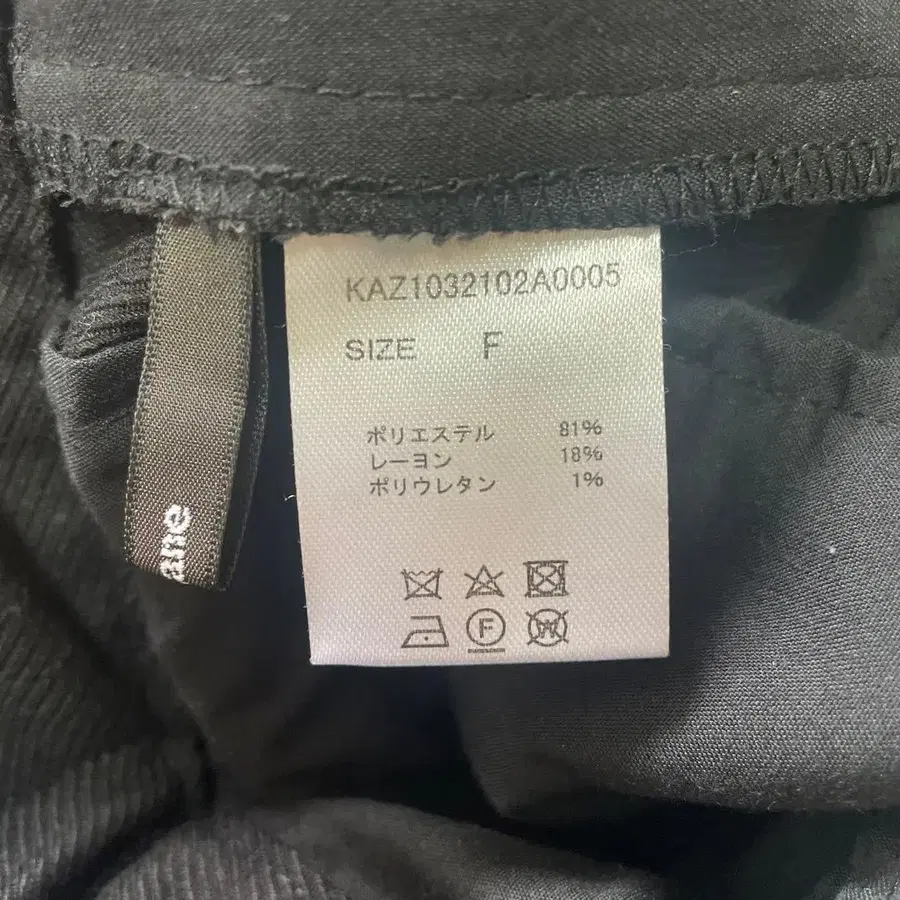 KAZ1032102A0005
SIZE F
ポリエステル 81%
レーヨン 18%
ポリウレタン 1%
F
W